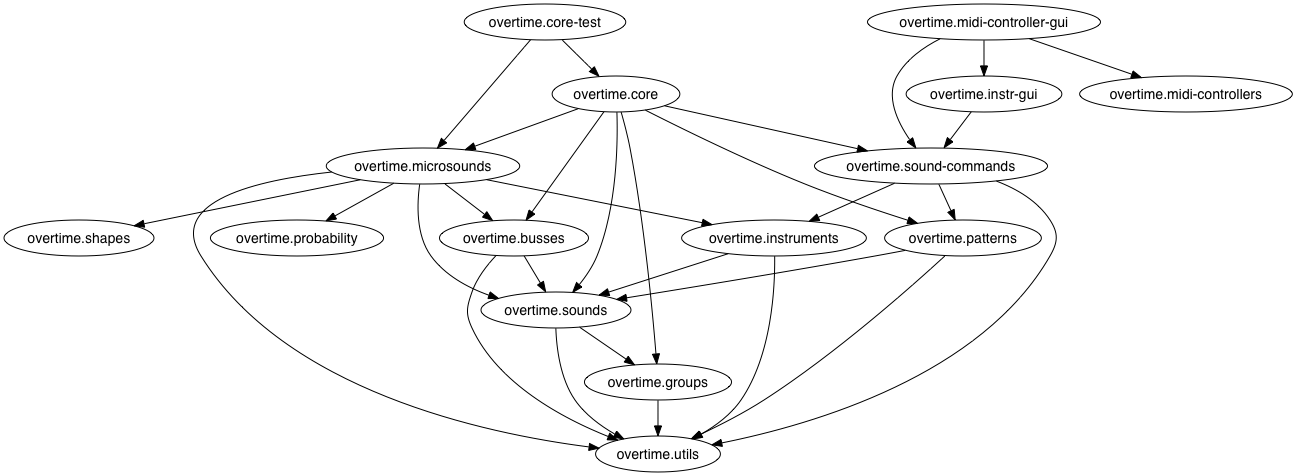 overtime.core-test
overtime.midi-controller-gui
overtime.core
overtime.instr-gui
overtime.midi-controllers
overtime.microsounds
overtime.sound-commands
overtime.shapes
overtime.probability
overtime.busses
overtime.instruments
overtime.patterns
overtime.sounds
overtime.groups
overtime.utils